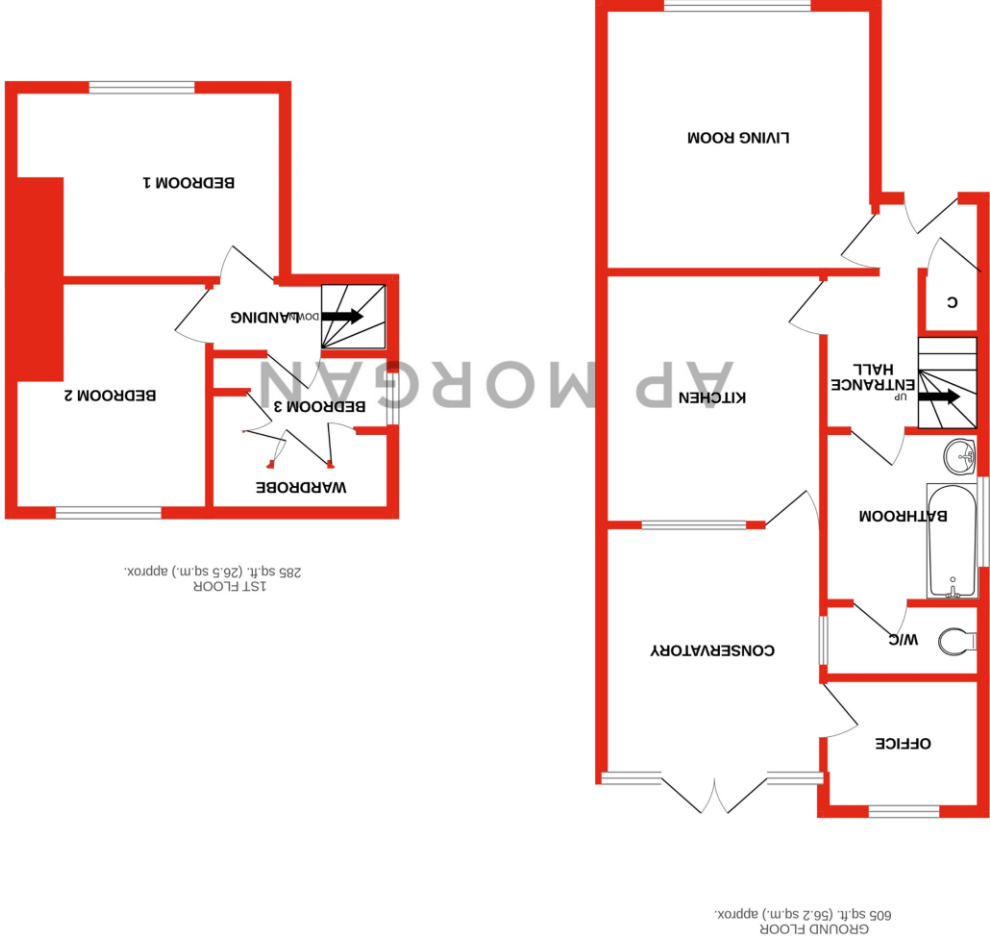 GROUND FLOOR
605 sq.ft. (56.2 sq.m.) approx.
OFFICE
CONSERVATORY
W/C
BATHROOM
KITCHEN
UP
ENTRANCE
HALL
C
LIVING ROOM
1ST FLOOR
285 sq.ft. (26.5 sq.m.) approx.
WARDROBE
BEDROOM 3
BEDROOM 2
LANDING
DOWN
BEDROOM 1
AP MORGAN